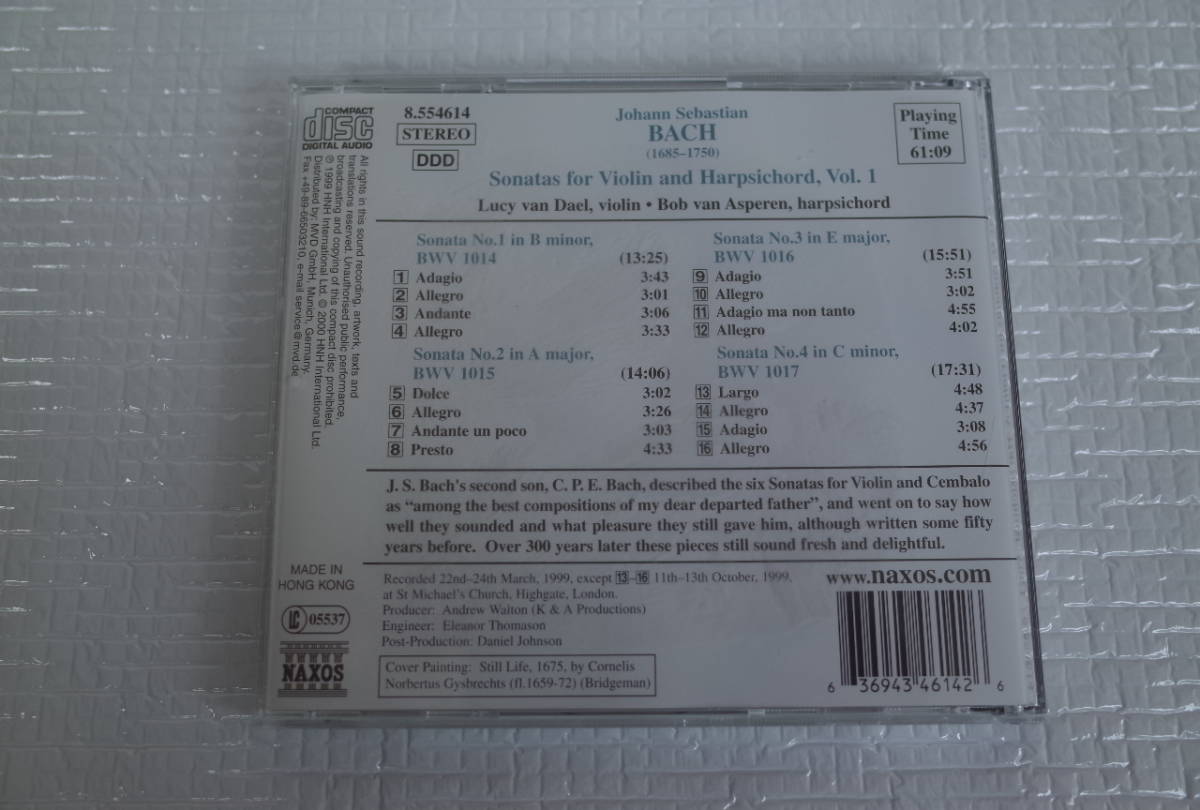 COMPACT
disc
DIGITAL AUDIO
8.554614
STEREO
DDD
Johann Sebastian
BACH
(1685–1750)
Playing
Time
61:09
Sonatas for Violin and Harpsichord, Vol. 1
Lucy van Dael, violin • Bob van Asperen, harpsichord
Sonata No.1 in B minor,
BWV 1014 (13:25)
1 Adagio 3:43
2 Allegro 3:01
3 Andante 3:06
4 Allegro 3:33
Sonata No.2 in A major,
BWV 1015 (14:06)
5 Dolce 3:02
6 Allegro 3:26
7 Andante un poco 3:03
8 Presto 4:33
Sonata No.3 in E major,
BWV 1016 (15:51)
9 Adagio 3:51
10 Allegro 3:02
11 Adagio ma non tanto 4:55
12 Allegro 4:02
Sonata No.4 in C minor,
BWV 1017 (17:31)
13 Largo 4:48
14 Allegro 4:37
15 Adagio 3:08
16 Allegro 4:56
J. S. Bach's second son, C. P. E. Bach, described the six Sonatas for Violin and Cembalo
as “among the best compositions of my dear departed father”, and went on to say how
well they sounded and what pleasure they still gave him, although written some fifty
years before. Over 300 years later these pieces still sound fresh and delightful.
Recorded 22nd–24th March, 1999, except 13–16 11th–13th October, 1999,
at St Michael's Church, Highgate, London.
Producer: Andrew Walton (K & A Productions)
Engineer: Eleanor Thomason
Post-Production: Daniel Johnson
Cover Painting: Still Life, 1675, by Cornelis
Norbertus Gysbrechts (fl.1659-72) (Bridgeman)
www.naxos.com
6 36943 46142 6
All rights in this sound recording, artwork, texts and
translations reserved. Unauthorised public performance,
broadcasting and copying of this compact disc prohibited.
℗ 1999 HNH International Ltd. © 2000 HNH International Ltd.
Distributed by: MVD GmbH, Munich, Germany.
Fax +49-89-66503210, e-mail service@mvd.de
MADE IN
HONG KONG
LC 05537
NAXOS